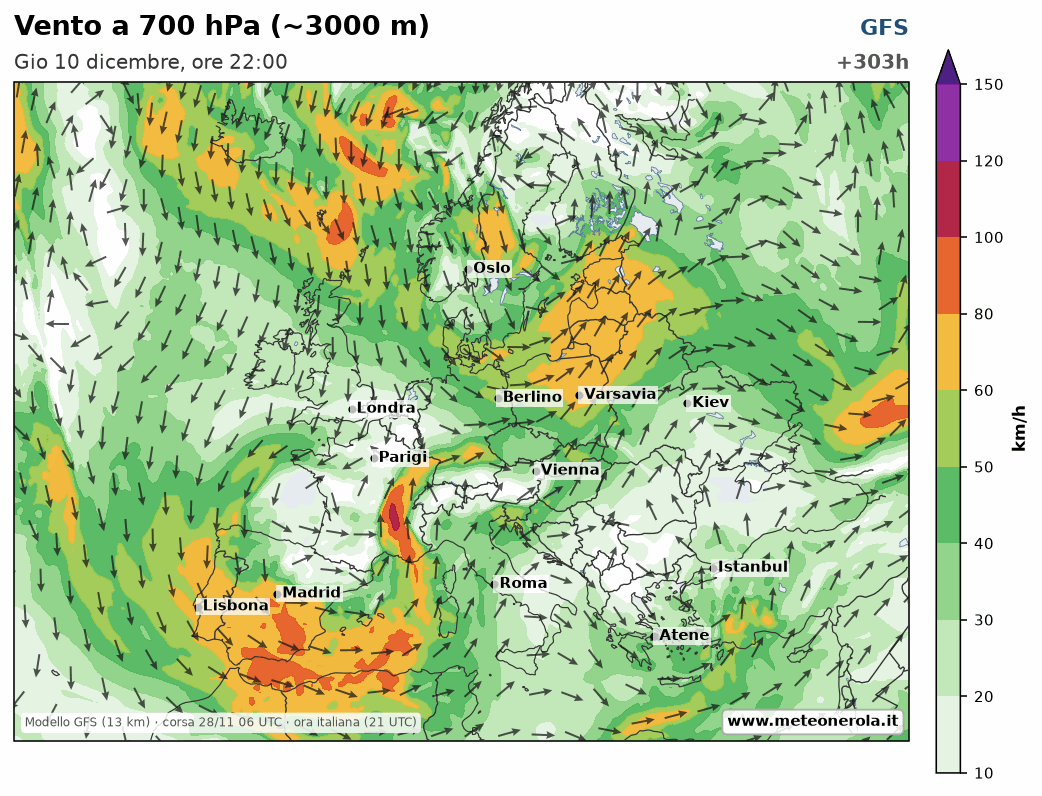 Vento a 700 hPa (~3000 m)
GFS
Gio 10 dicembre, ore 22:00
+303h
150
120
100
80
60
50
40
30
20
10
km/h
Oslo
Berlino
Varsavia
Kiev
Londra
Parigi
Vienna
Roma
Istanbul
Madrid
Lisbona
Atene
Modello GFS (13 km) · corsa 28/11 06 UTC · ora italiana (21 UTC)
www.meteonerola.it